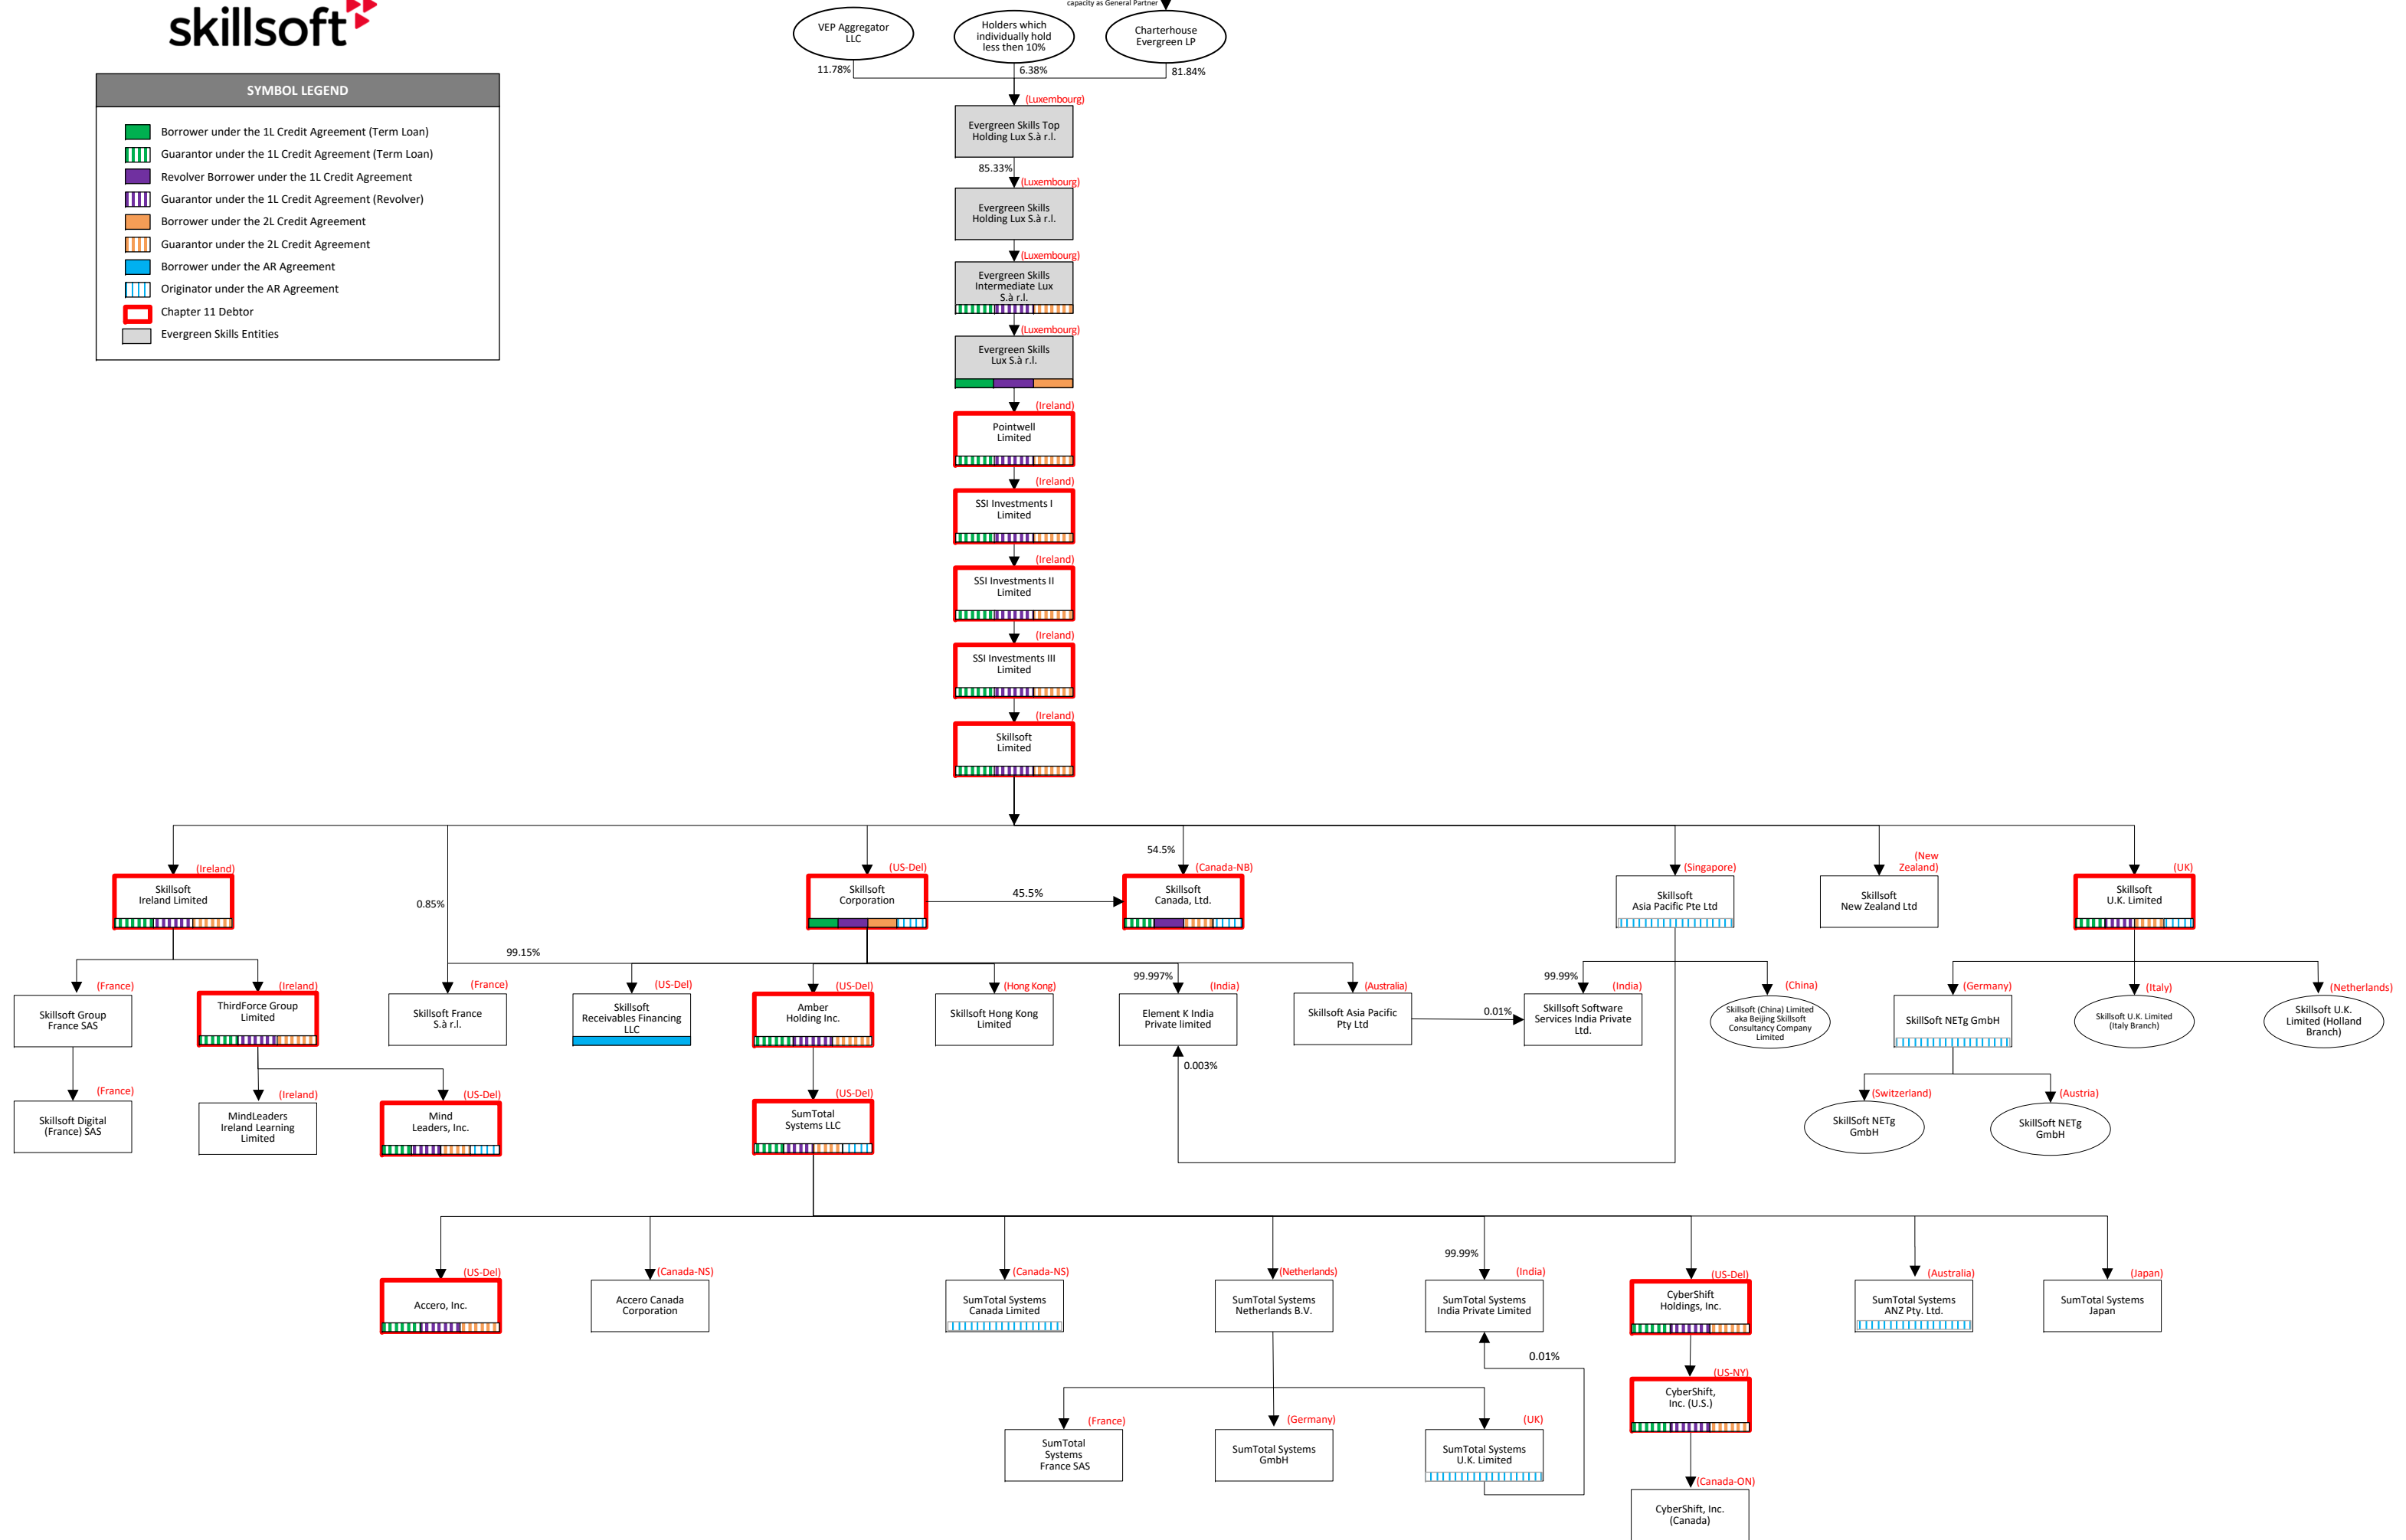 capacity as General Partner
skillsoft
VEP Aggregator
LLC
Holders which
individually hold
less then 10%
Charterhouse
Evergreen LP
11.78%
6.38%
81.84%
SYMBOL LEGEND
Borrower under the 1L Credit Agreement (Term Loan)
Guarantor under the 1L Credit Agreement (Term Loan)
Revolver Borrower under the 1L Credit Agreement
Guarantor under the 1L Credit Agreement (Revolver)
Borrower under the 2L Credit Agreement
Guarantor under the 2L Credit Agreement
Borrower under the AR Agreement
Originator under the AR Agreement
Chapter 11 Debtor
Evergreen Skills Entities
(Luxembourg)
Evergreen Skills Top
Holding Lux S.à r.l.
85.33%
(Luxembourg)
Evergreen Skills
Holding Lux S.à r.l.
(Luxembourg)
Evergreen Skills
Intermediate Lux
S.à r.l.
(Luxembourg)
Evergreen Skills
Lux S.à r.l.
(Ireland)
Pointwell
Limited
(Ireland)
SSI Investments I
Limited
(Ireland)
SSI Investments II
Limited
(Ireland)
SSI Investments III
Limited
(Ireland)
Skillsoft
Limited
(Ireland)
Skillsoft
Ireland Limited
0.85%
(US-Del)
Skillsoft
Corporation
45.5%
54.5%
(Canada-NB)
Skillsoft
Canada, Ltd.
(Singapore)
Skillsoft
Asia Pacific Pte Ltd
(New
Zealand)
Skillsoft
New Zealand Ltd
(UK)
Skillsoft
U.K. Limited
99.15%
(France)
Skillsoft Group
France SAS
(Ireland)
ThirdForce Group
Limited
(France)
Skillsoft France
S.à r.l.
(US-Del)
Skillsoft
Receivables Financing
LLC
(US-Del)
Amber
Holding Inc.
(Hong Kong)
Skillsoft Hong Kong
Limited
99.997%
(India)
Element K India
Private limited
0.003%
(Australia)
Skillsoft Asia Pacific
Pty Ltd
0.01%
99.99%
(India)
Skillsoft Software
Services India Private
Ltd.
(China)
Skillsoft (China) Limited
aka Beijing Skillsoft
Consultancy Company
Limited
(Germany)
SkillSoft NETg GmbH
(Italy)
Skillsoft U.K. Limited
(Italy Branch)
(Netherlands)
Skillsoft U.K.
Limited (Holland
Branch)
(France)
Skillsoft Digital
(France) SAS
(Ireland)
MindLeaders
Ireland Learning
Limited
(US-Del)
Mind
Leaders, Inc.
(US-Del)
SumTotal
Systems LLC
(Switzerland)
SkillSoft NETg
GmbH
(Austria)
SkillSoft NETg
GmbH
(US-Del)
Accero, Inc.
(Canada-NS)
Accero Canada
Corporation
(Canada-NS)
SumTotal Systems
Canada Limited
(Netherlands)
SumTotal Systems
Netherlands B.V.
99.99%
(India)
SumTotal Systems
India Private Limited
(US-Del)
CyberShift
Holdings, Inc.
(Australia)
SumTotal Systems
ANZ Pty. Ltd.
(Japan)
SumTotal Systems
Japan
0.01%
(US-NY)
CyberShift,
Inc. (U.S.)
(France)
SumTotal
Systems
France SAS
(Germany)
SumTotal Systems
GmbH
(UK)
SumTotal Systems
U.K. Limited
(Canada-ON)
CyberShift, Inc.
(Canada)